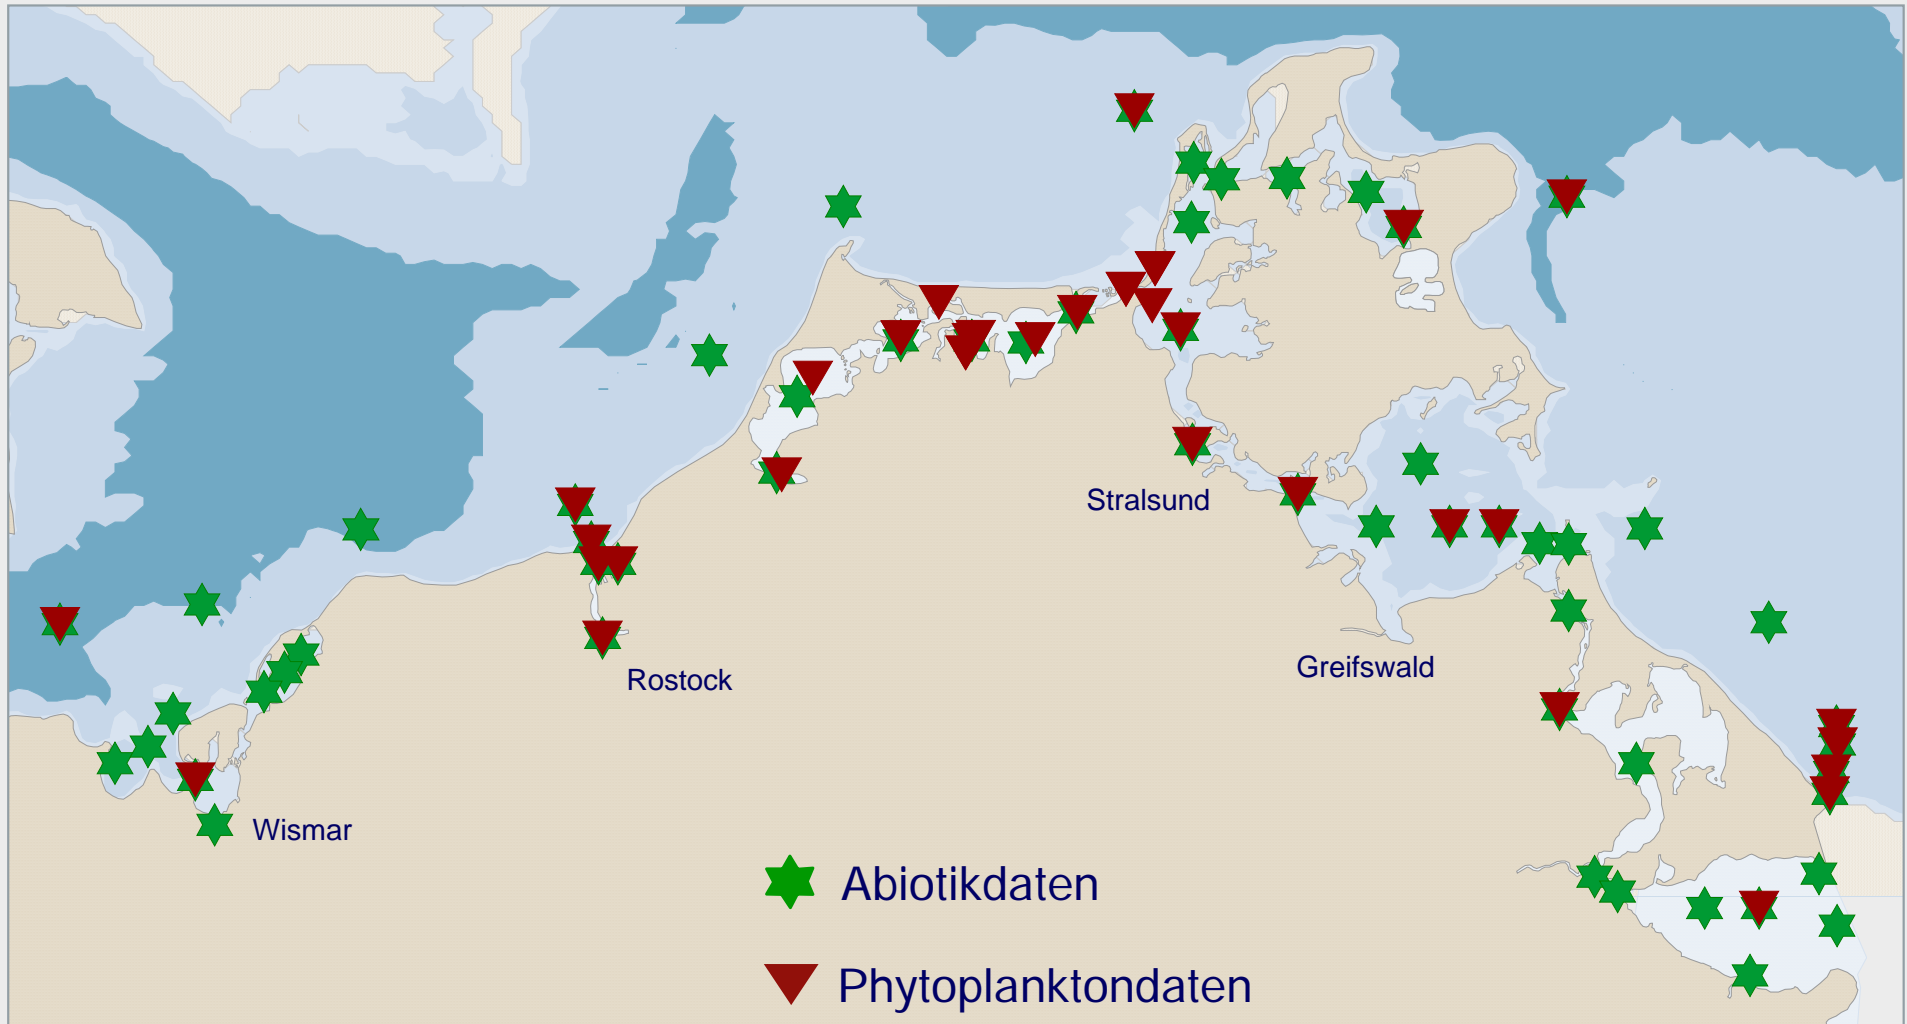 Stralsund
Greifswald
Rostock
Wismar
Abiotikdaten
Phytoplanktondaten